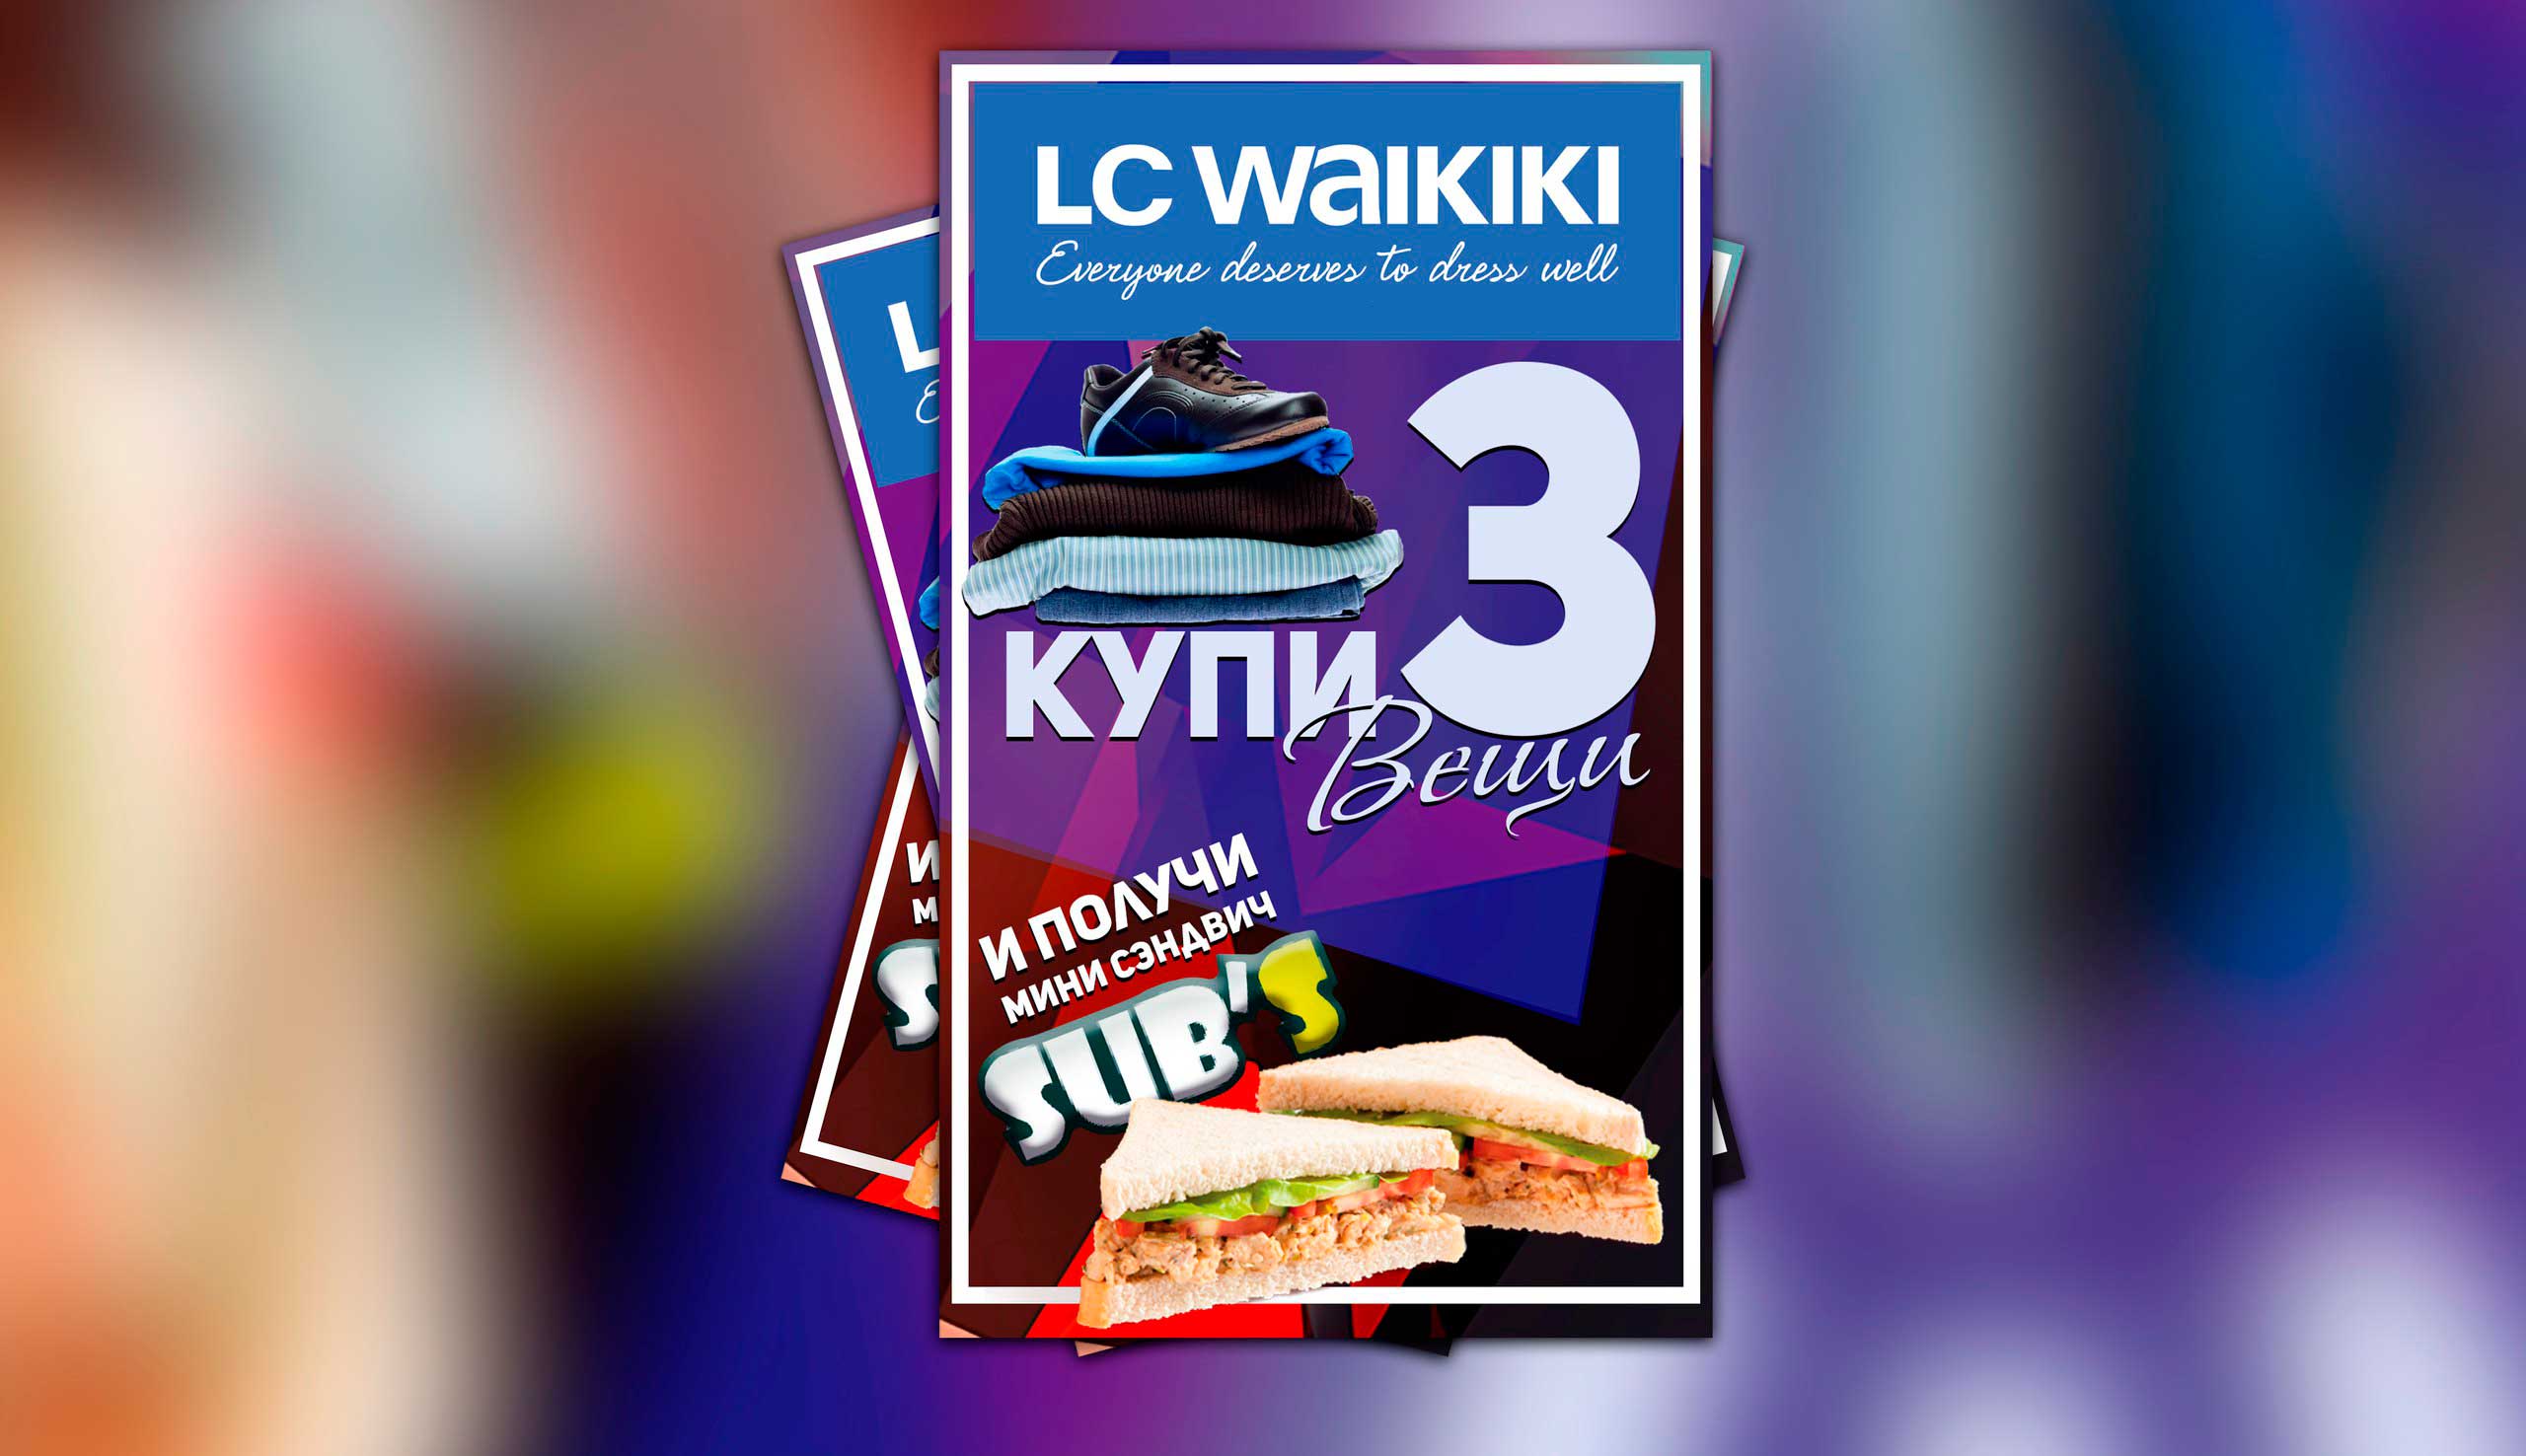 LC WAIKIKI
Everyone deserves to dress well
КУПИ 3
Вещи
И ПОЛУЧИ
МИНИ СЭНДВИЧ
SUB'S